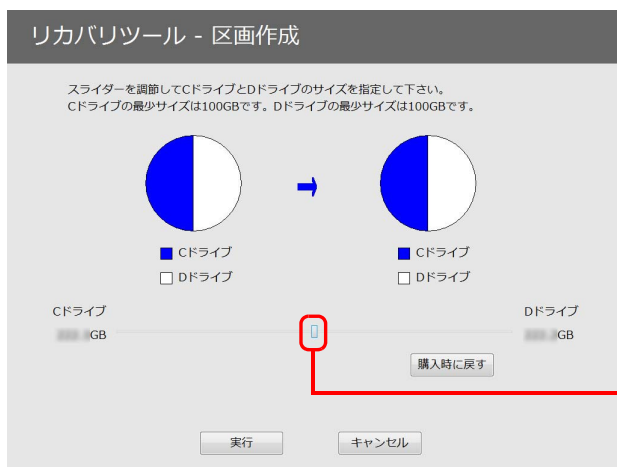 リカバリツール - 区画作成
スライダーを調節してCドライブとDドライブのサイズを指定して下さい。
Cドライブの最少サイズは100GBです。Dドライブの最少サイズは100GBです。
Cドライブ
Dドライブ
Cドライブ
Dドライブ
Cドライブ
GB
Dドライブ
GB
購入時に戻す
実行
キャンセル